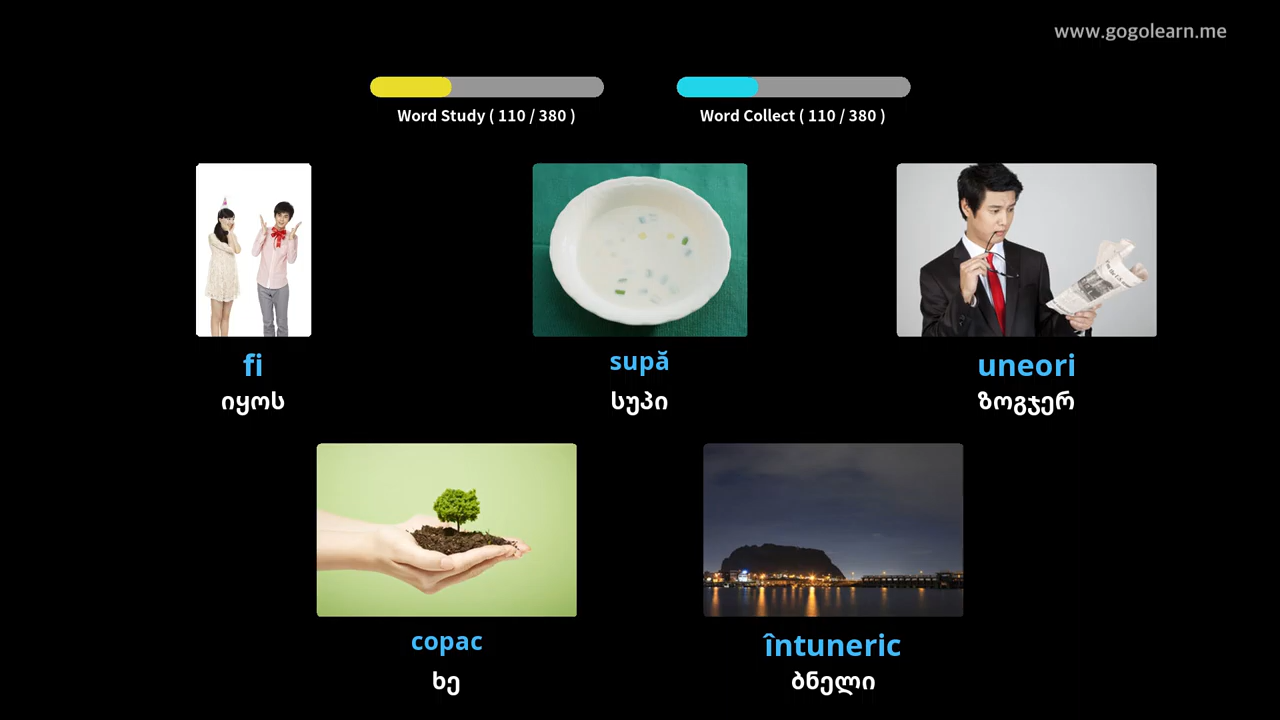 www.gogolearn.me
Word Study ( 110 / 380 )
Word Collect ( 110 / 380 )
fi
იყოს
supă
სუპი
uneori
ზოგჯერ
copac
ხე
întuneric
ბნელი